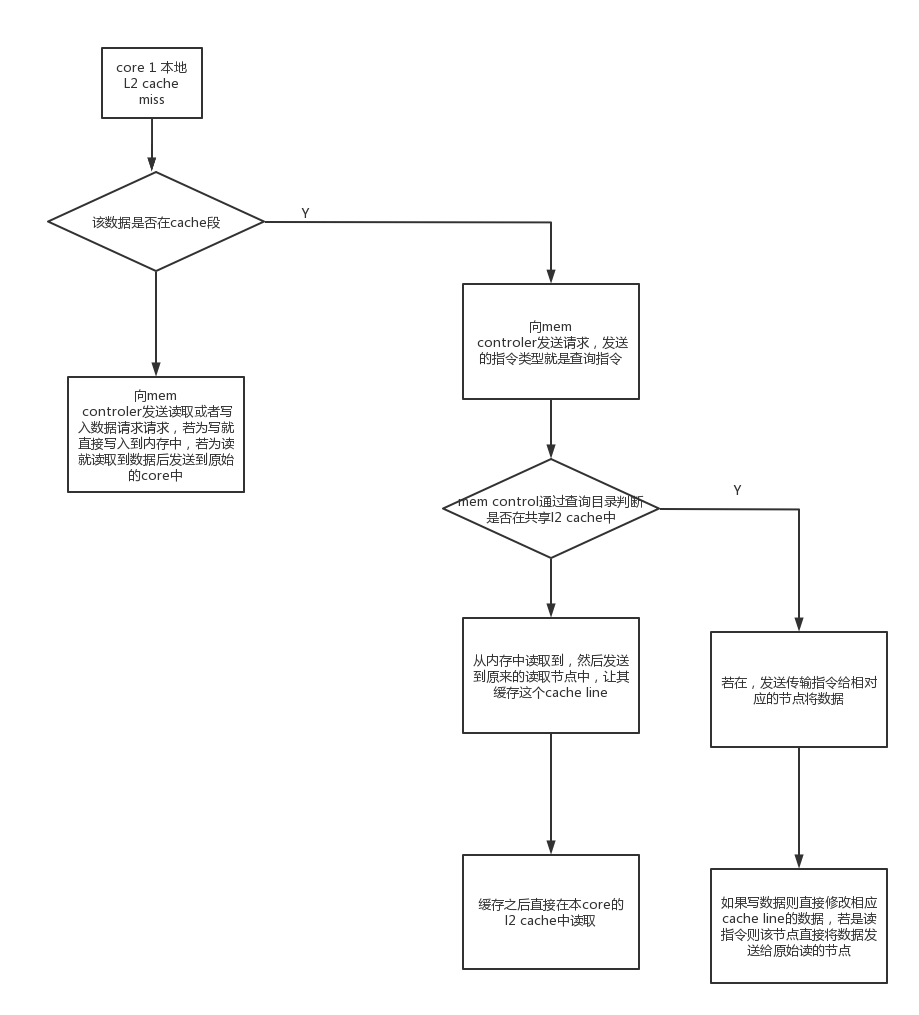 core 1 本地
L2 cache
miss
该数据是否在cache段
Y
向mem
controler发送请求，发送
的指令类型就是查询指令
向mem
controler发送读取或者写
入数据请求请求，若为写就
直接写入到内存中，若为读
就读取到数据后发送到原始
的core中
mem control通过查询目录判断
是否在共享l2 cache中
Y
从内存中读取到，然后发送
到原来的读取节点中，让其
缓存这个cache line
若在，发送传输指令给相对
应的节点将数据
缓存之后直接在本core的
l2 cache中读取
如果写数据则直接修改相应
cache line的数据，若是读
指令则该节点直接将数据发
送给原始读的节点